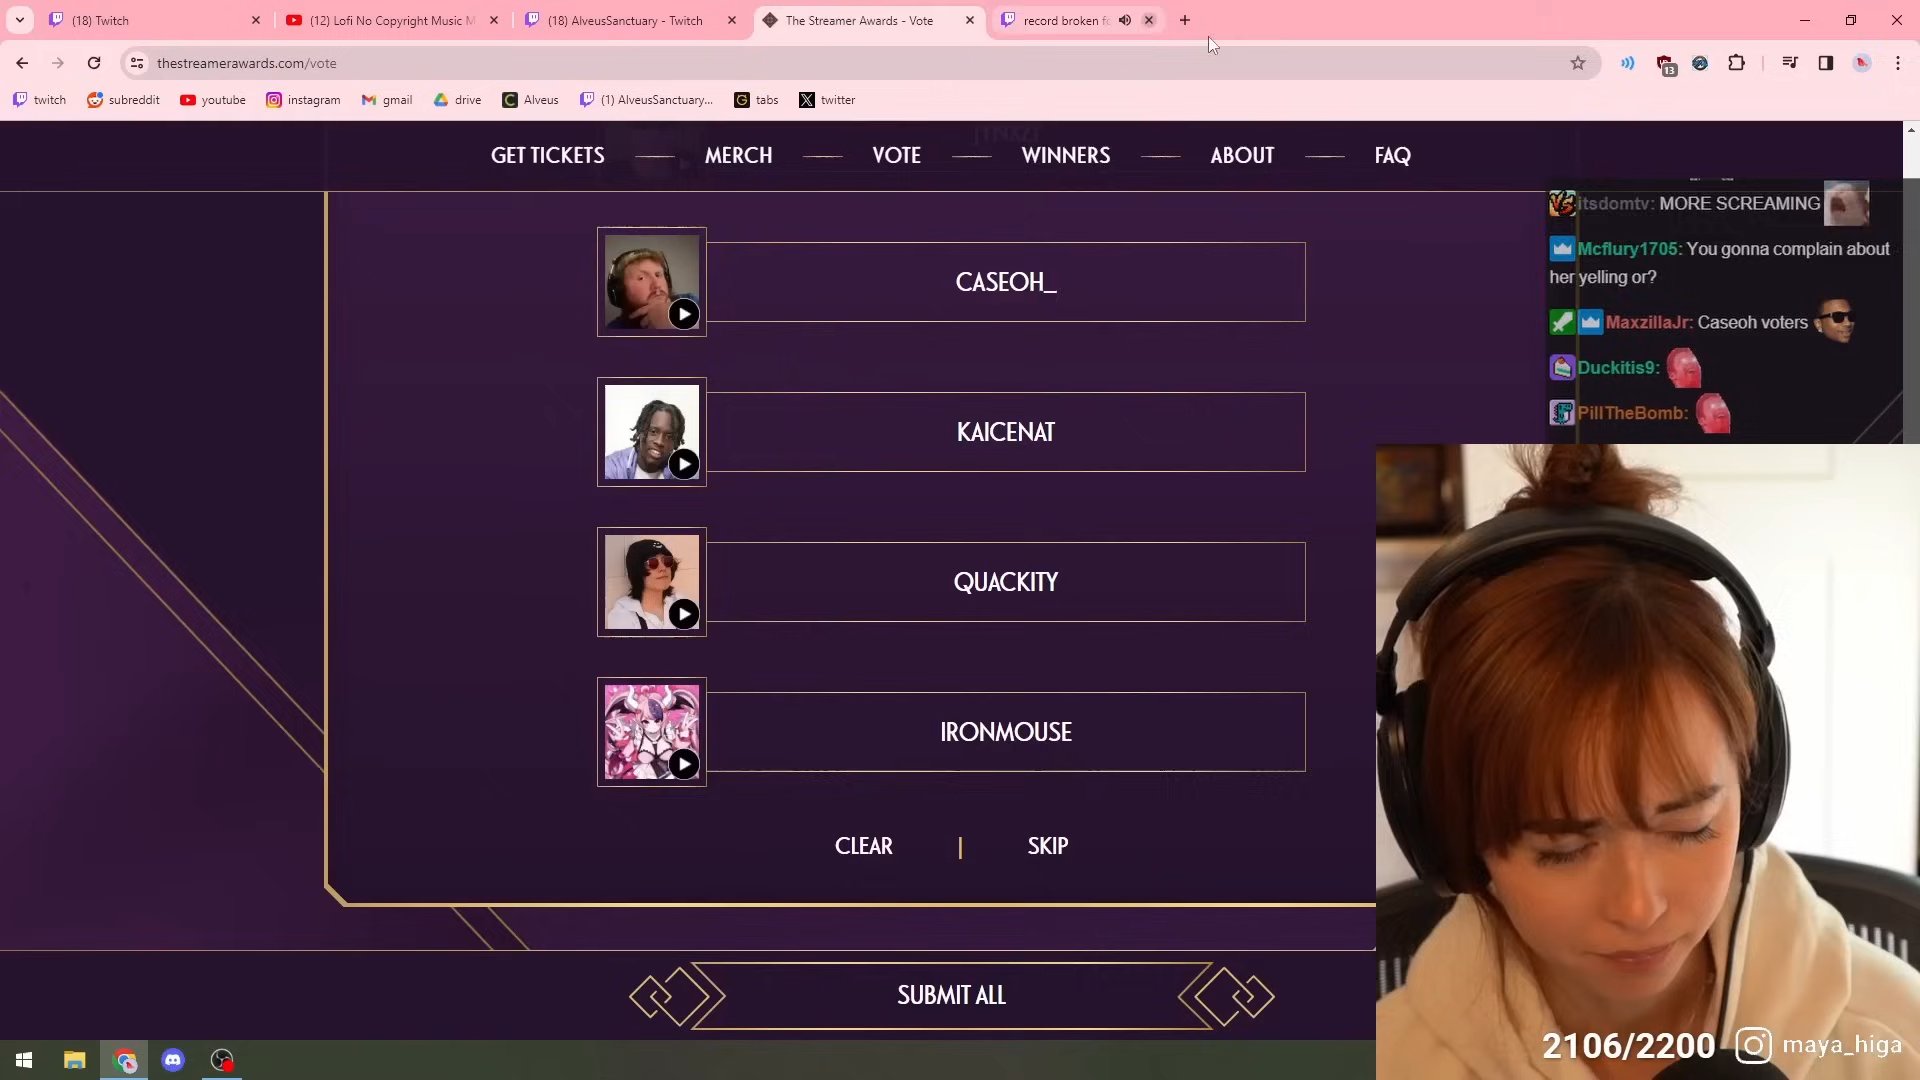 (18) Twitch
(12) Lofi No Copyright Music M
(18) AlveusSanctuary - Twitch
The Streamer Awards - Vote
record broken fo
thestreamerawards.com/vote
13
twitch
subreddit
youtube
instagram
gmail
drive
Alveus
(1) AlveusSanctuary...
tabs
twitter
GET TICKETS
MERCH
VOTE
WINNERS
ABOUT
FAQ
CASEOH_
KAICENAT
QUACKITY
IRONMOUSE
CLEAR | SKIP
SUBMIT ALL
itsdomtv: MORE SCREAMING
Mcflury1705: You gonna complain about
her yelling or?
MaxzillaJr: Caseoh voters
Duckitis9:
PillTheBomb:
2106/2200
maya_higa